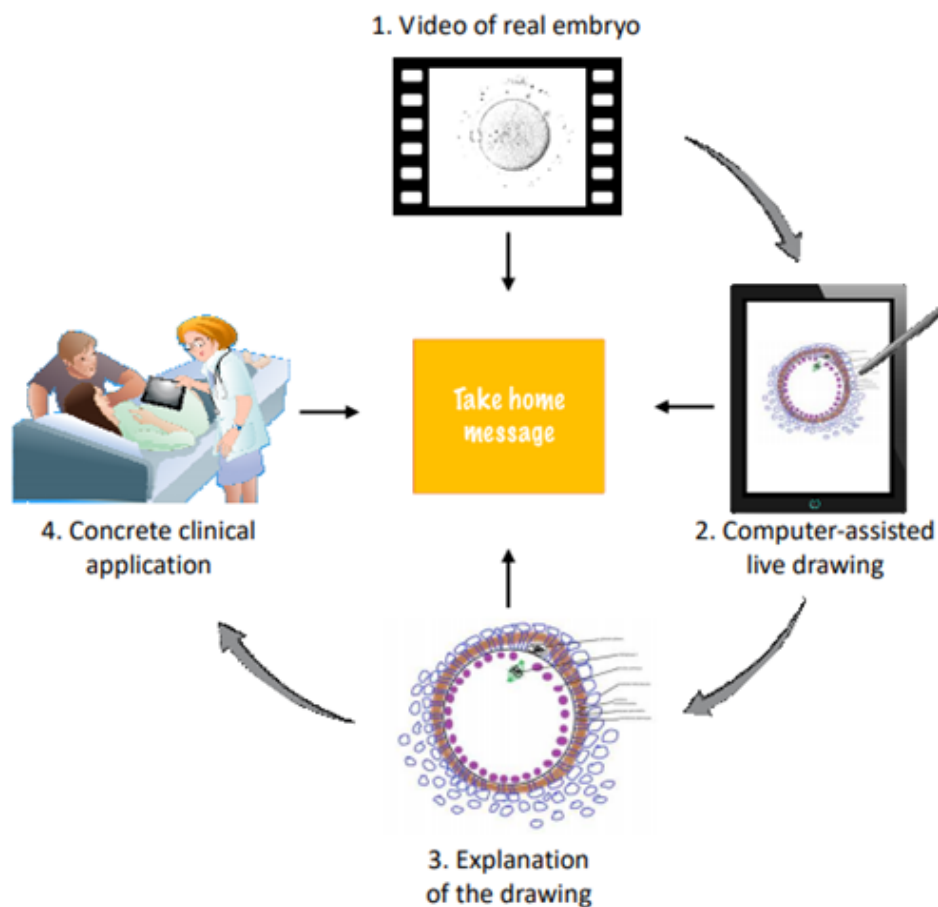 1. Video of real embryo
Take home
message
4. Concrete clinical
application
2. Computer-assisted
live drawing
3. Explanation
of the drawing